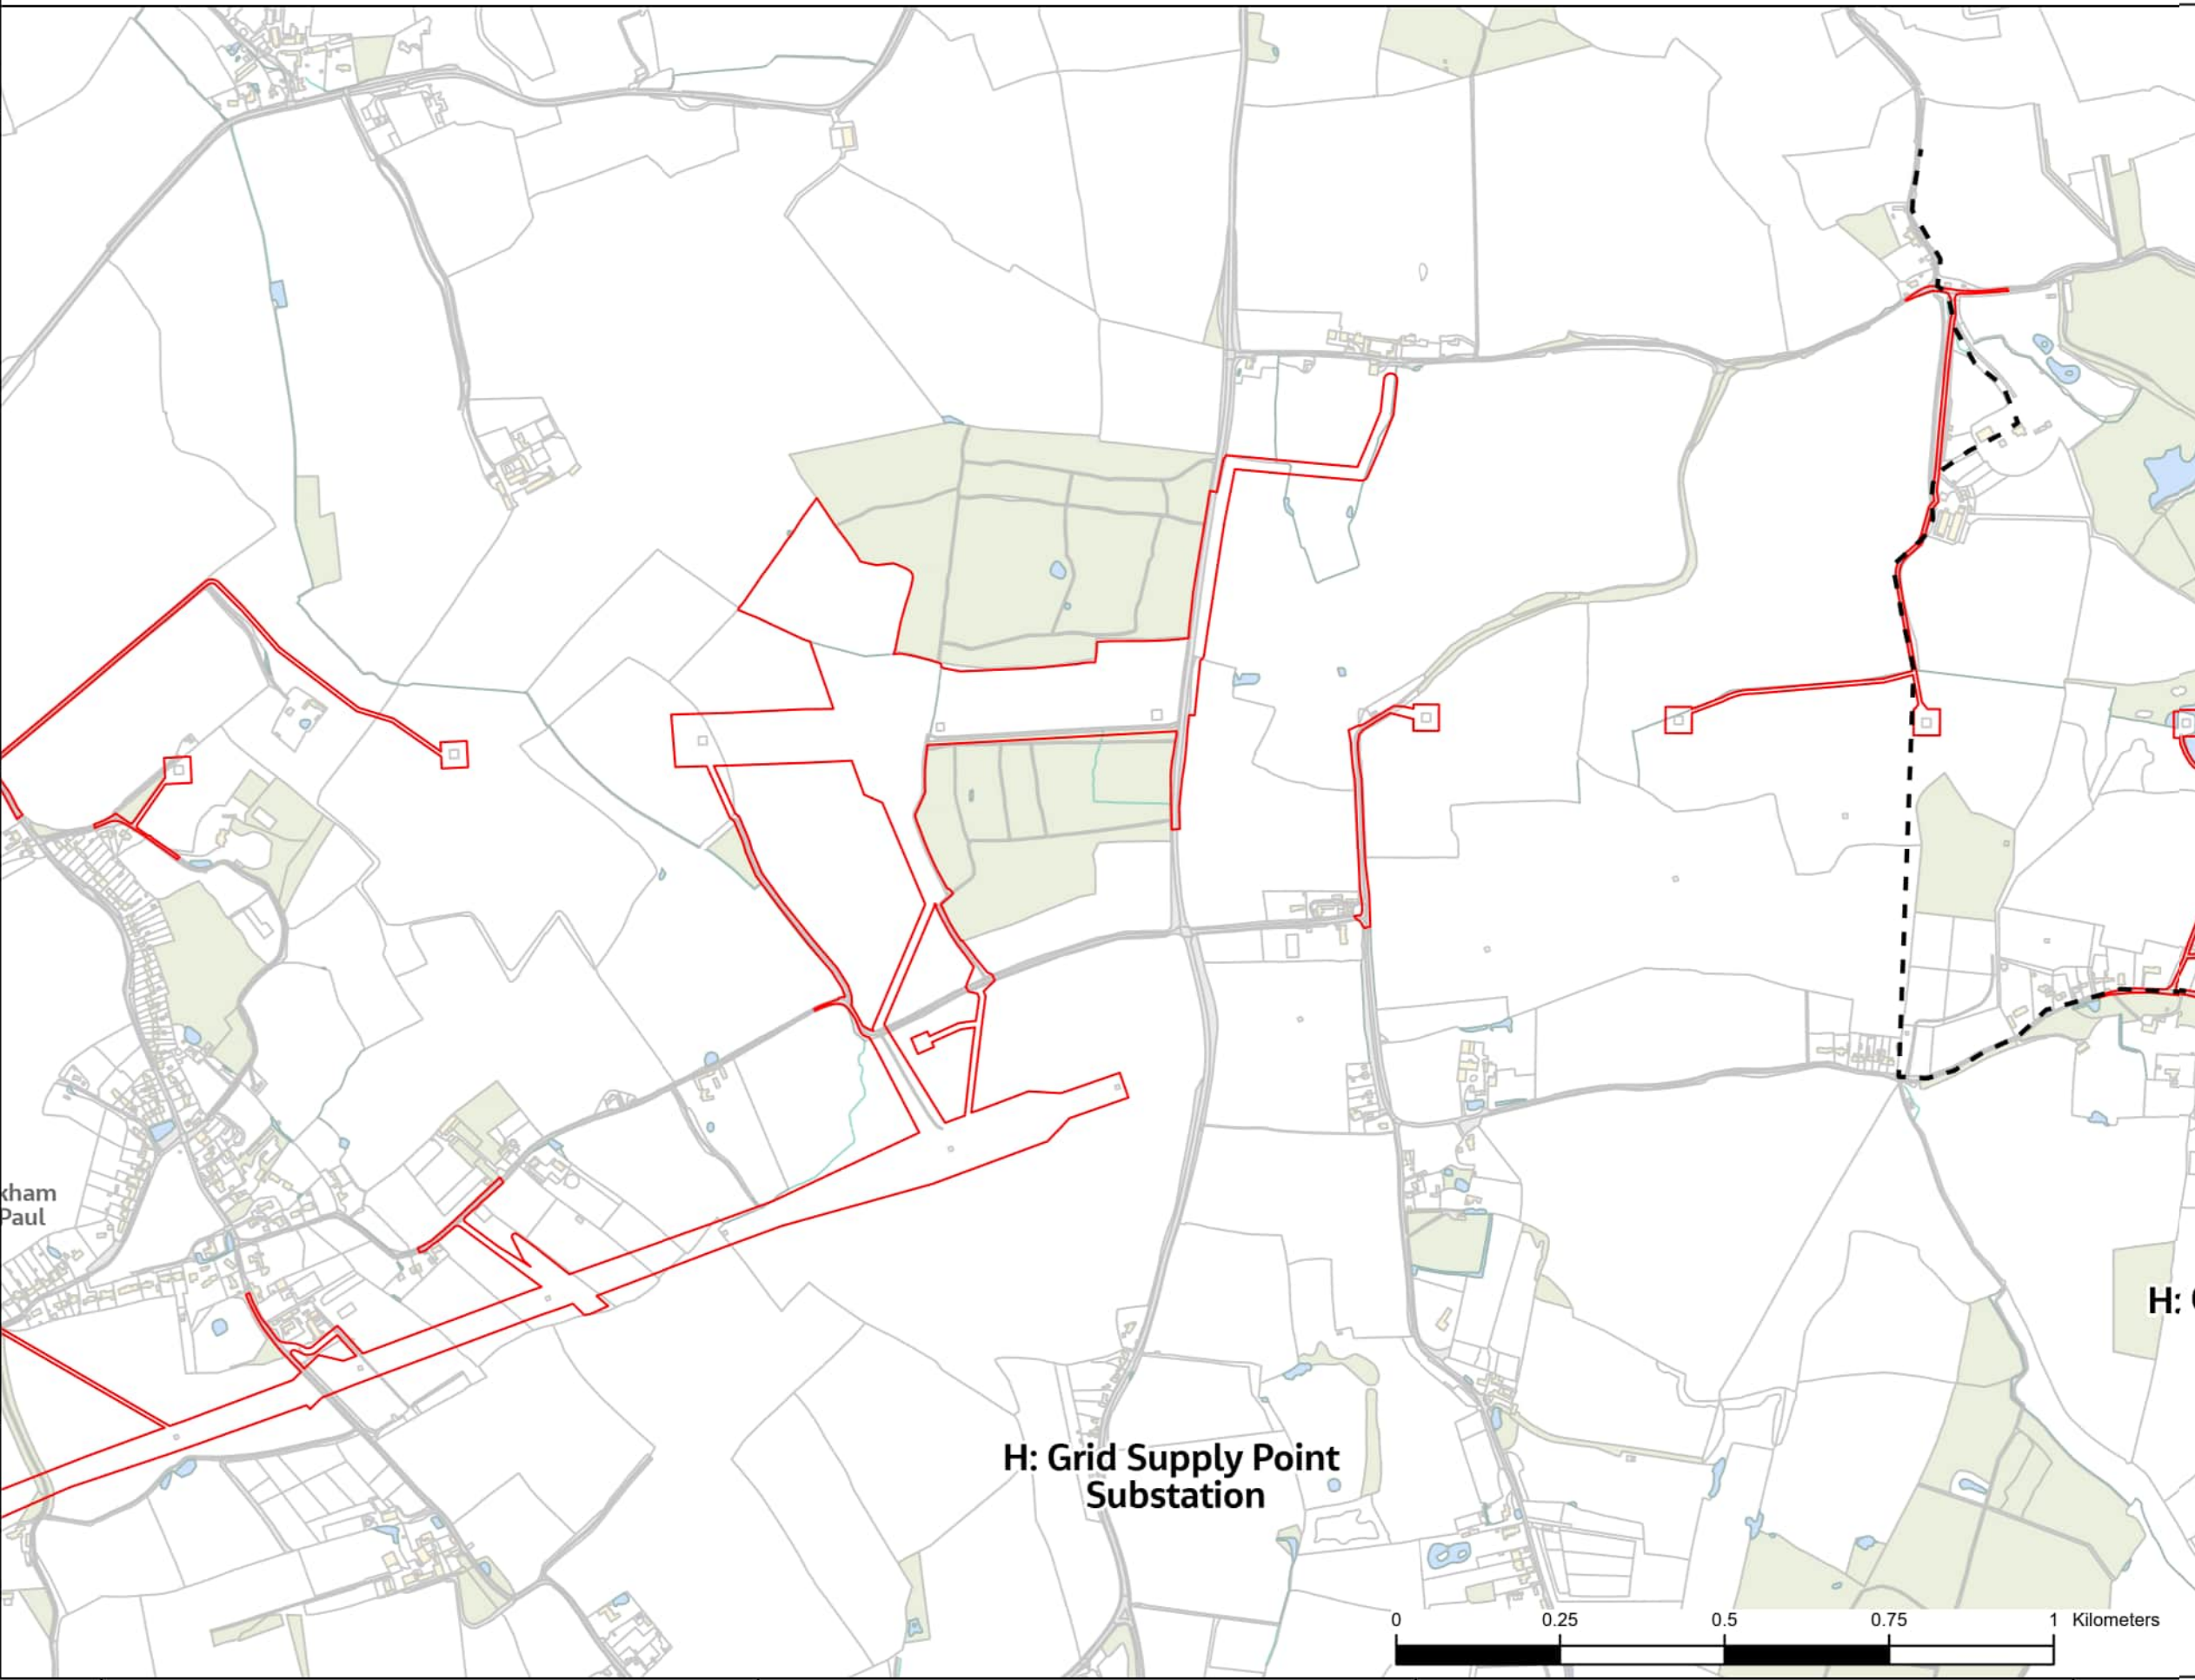 kham
Paul
H:
H: Grid Supply Point
Substation
0 0.25 0.5 0.75 1 Kilometers